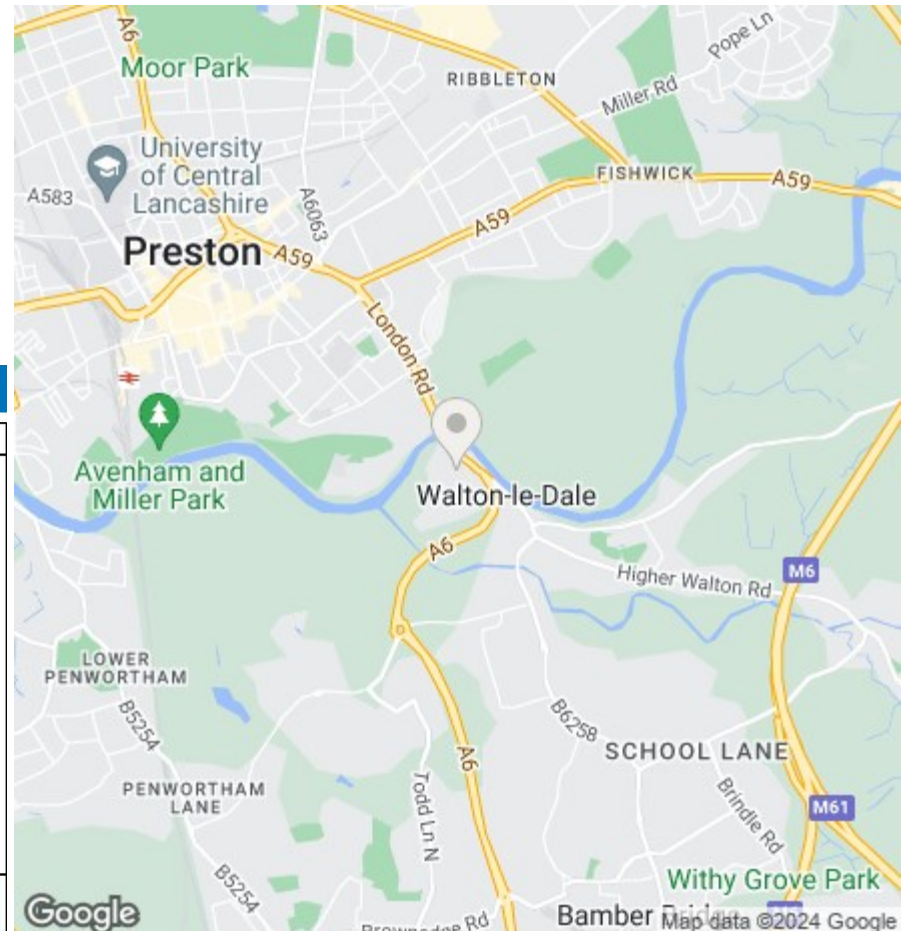 A6
Moor Park
RIBBLETON
Pope Ln
Miller Rd
University
of Central
Lancashire
A583
A6063
FISHWICK
A59
A59
Preston
A59
London Rd
Avenham and
Miller Park
Walton-le-Dale
A6
Higher Walton Rd
M6
LOWER
PENWORTHAM
B5254
B6258
SCHOOL LANE
A6
PENWORTHAM
LANE
Todd Ln N
Brindle Rd
M61
B5254
Withy Grove Park
Google
Brownedge Rd
Bamber Bridge
Map data ©2024 Google